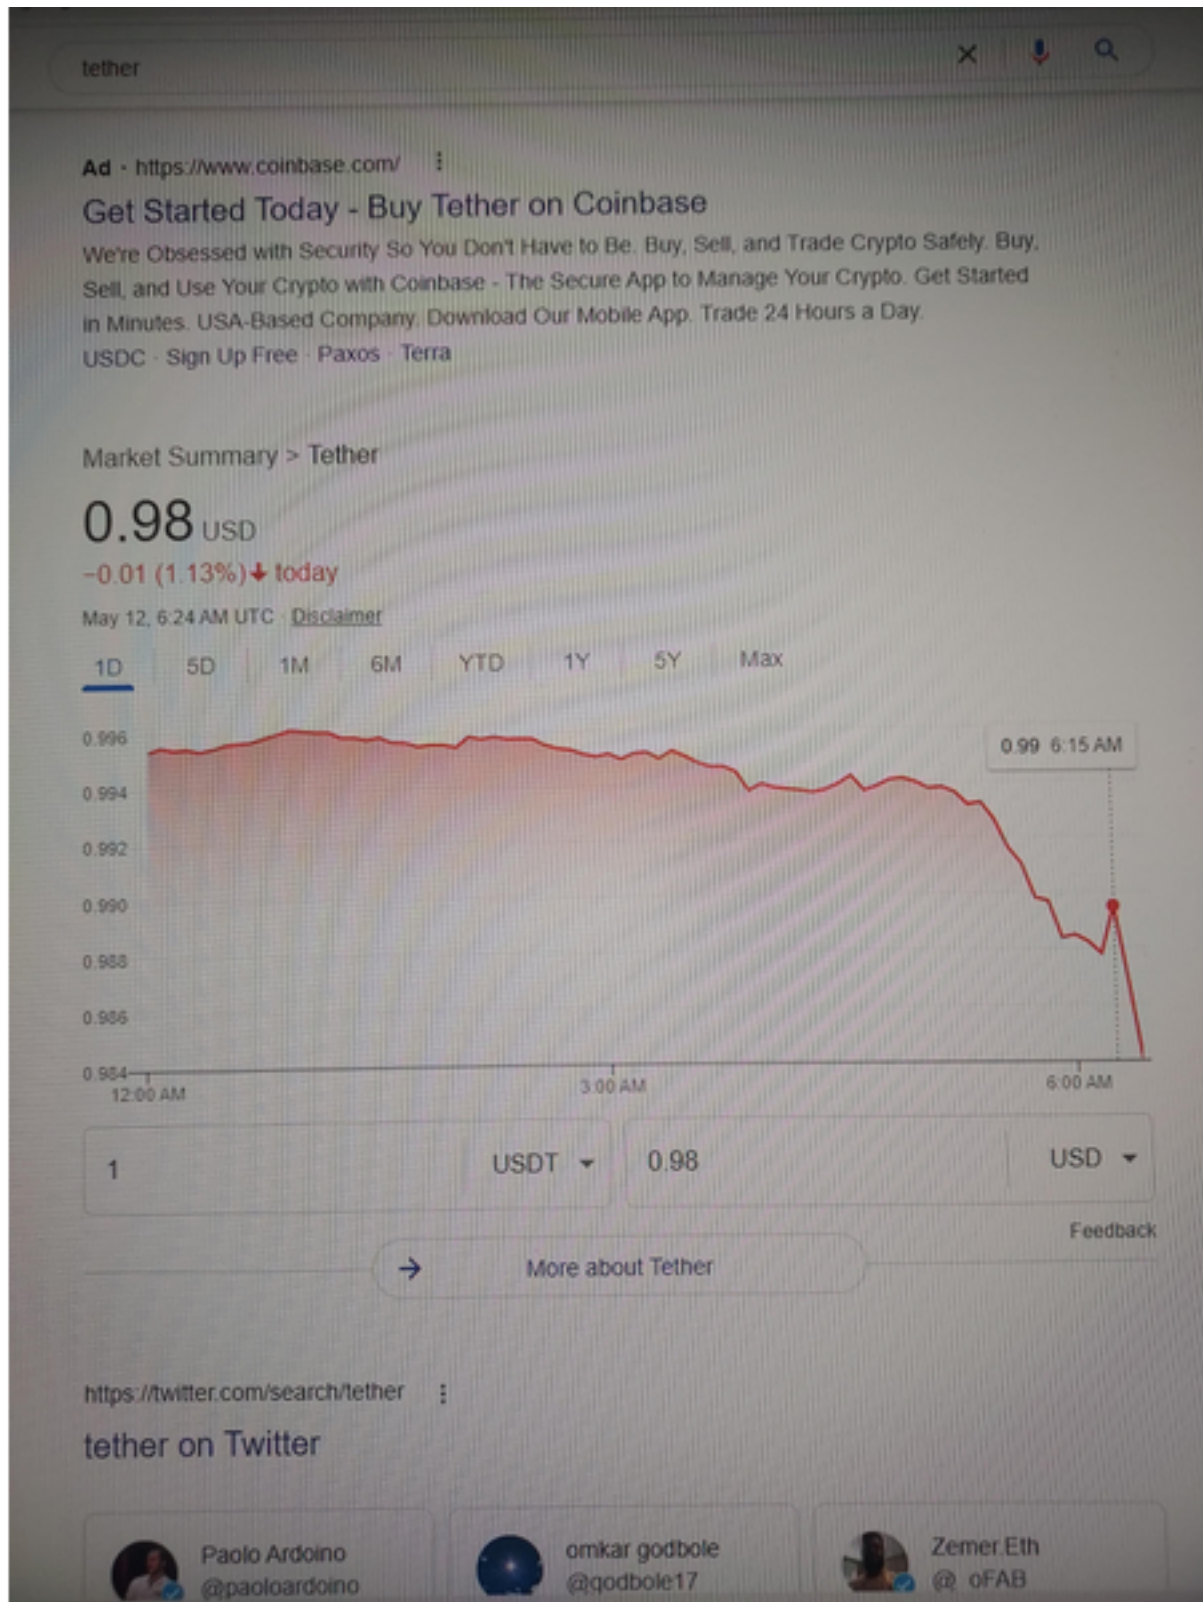 tether
Ad · https://www.coinbase.com/
Get Started Today - Buy Tether on Coinbase
We're Obsessed with Security So You Don't Have to Be. Buy, Sell, and Trade Crypto Safely. Buy,
Sell, and Use Your Crypto with Coinbase - The Secure App to Manage Your Crypto. Get Started
in Minutes. USA-Based Company. Download Our Mobile App. Trade 24 Hours a Day.
USDC · Sign Up Free · Paxos · Terra
Market Summary > Tether
0.98 USD
−0.01 (1.13%) today
May 12, 6:24 AM UTC · Disclaimer
1D 5D 1M 6M YTD 1Y 5Y Max
0.996
0.99 6:15 AM
0.994
0.992
0.990
0.988
0.986
0.984
12:00 AM 3:00 AM 6:00 AM
1 USDT 0.98 USD
Feedback
More about Tether
https://twitter.com/search/tether
tether on Twitter
Paolo Ardoino
@paoloardoino
omkar godbole
@godbole17
Zemer.Eth
@ oFAB